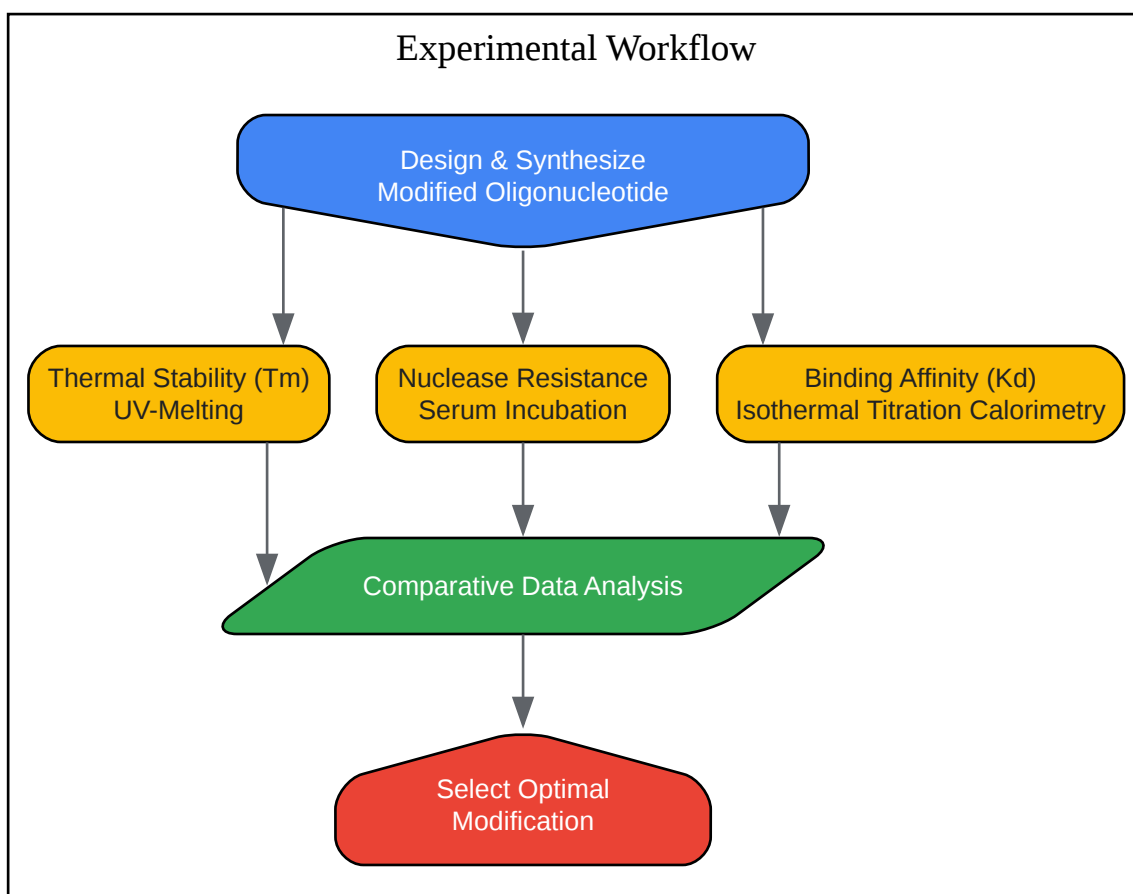 Experimental Workflow
Design & Synthesize
Modified Oligonucleotide
Thermal Stability (Tm)
UV-Melting
Nuclease Resistance
Serum Incubation
Binding Affinity (Kd)
Isothermal Titration Calorimetry
Comparative Data Analysis
Select Optimal
Modification